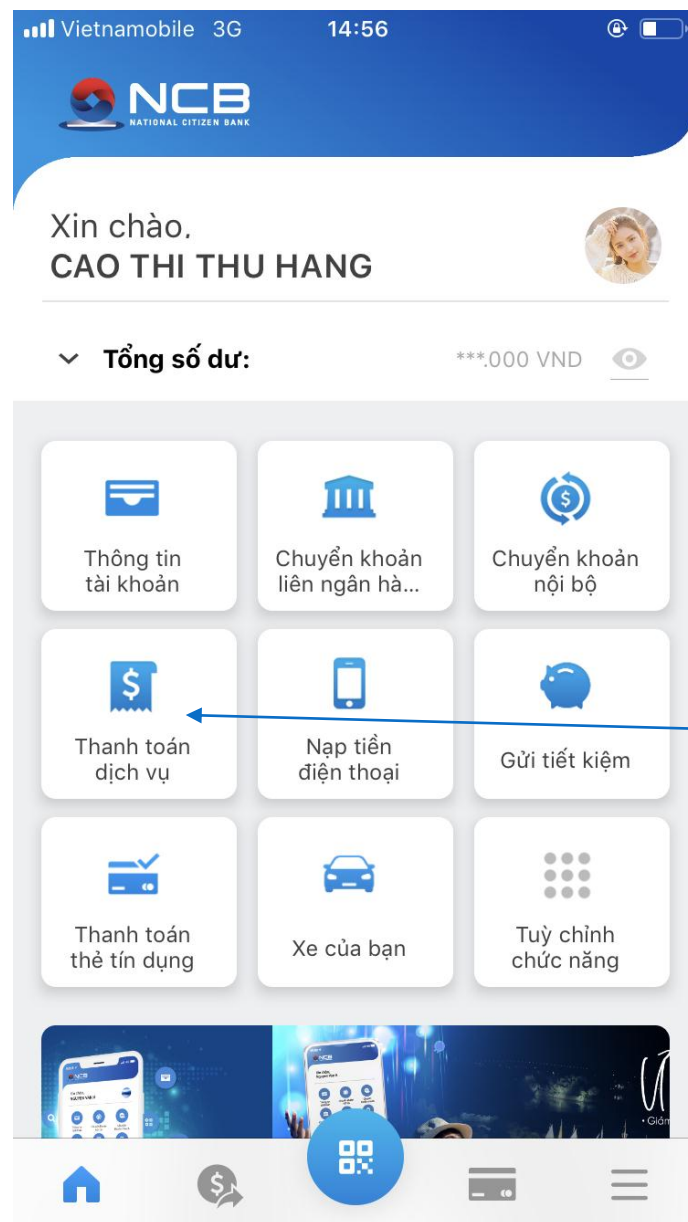 Vietnamobile 3G 14:56
NCB
NATIONAL CITIZEN BANK
Xin chào,
CAO THI THU HANG
Tổng số dư: ***.000 VND
Thông tin
tài khoản
Chuyển khoản
liên ngân hà...
Chuyển khoản
nội bộ
Thanh toán
dịch vụ
Nạp tiền
điện thoại
Gửi tiết kiệm
Thanh toán
thẻ tín dụng
Xe của bạn
Tuỳ chỉnh
chức năng